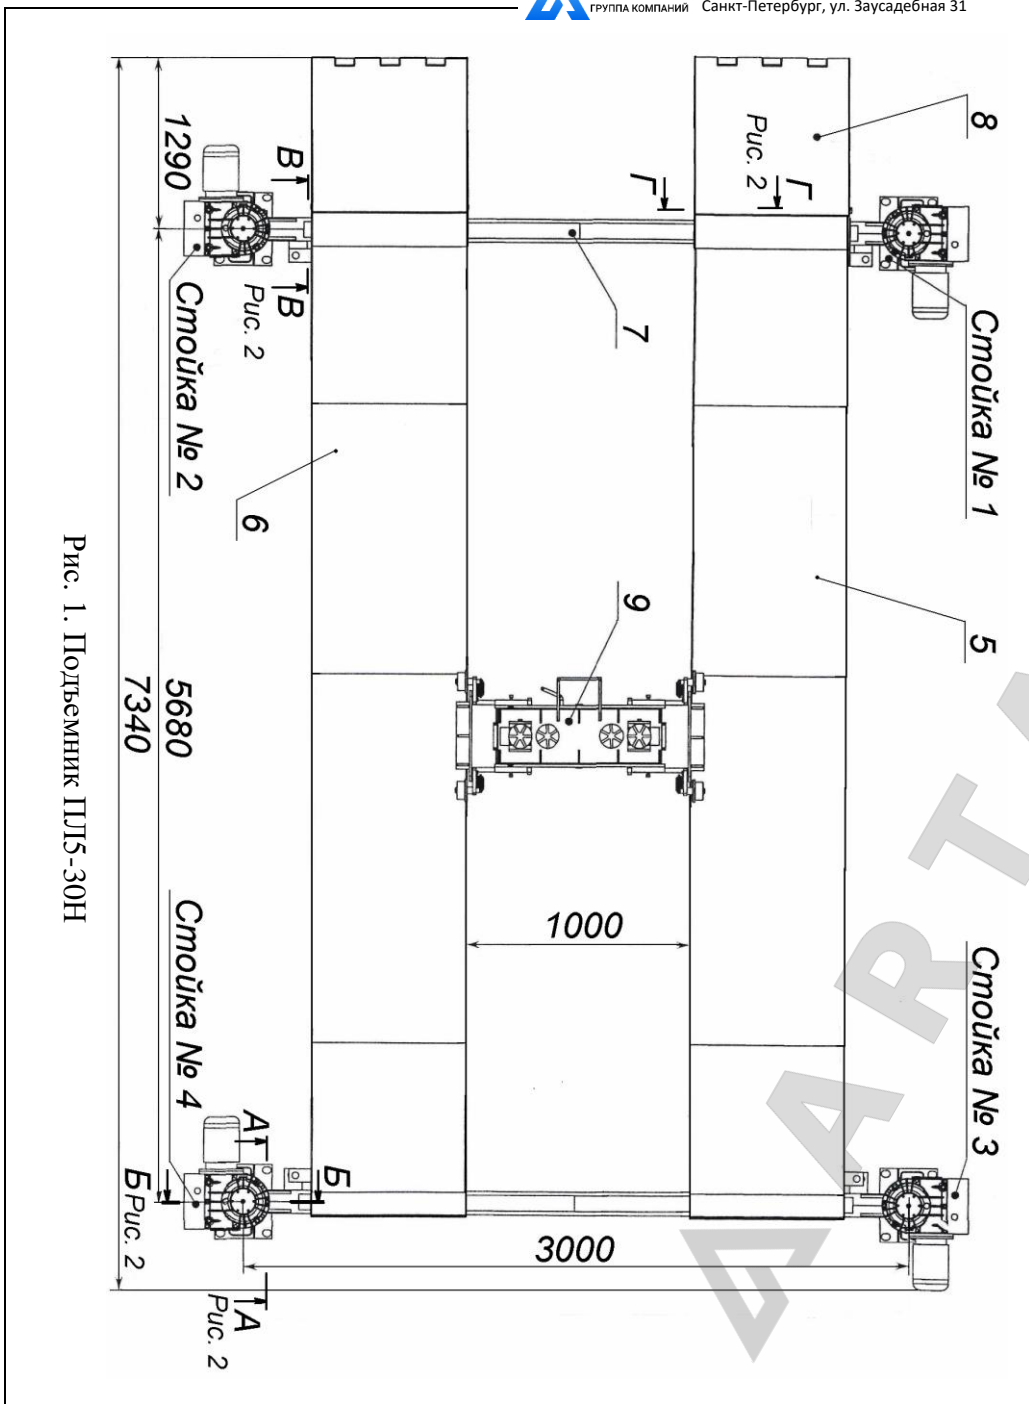 ГРУППА КОМПАНИЙ Санкт-Петербург, ул. Заусадебная 31
8
Рис. 2
1290
В
Г
Г
Стойка № 2
В
Рис. 2
7
Стойка № 1
6
9
5
5680
7340
Рис. 1. Подъемник ПЛ5-30Н
1000
Стойка № 4
Стойка № 3
А
Б
Б Рис. 2
3000
А
Рис. 2
ARTA